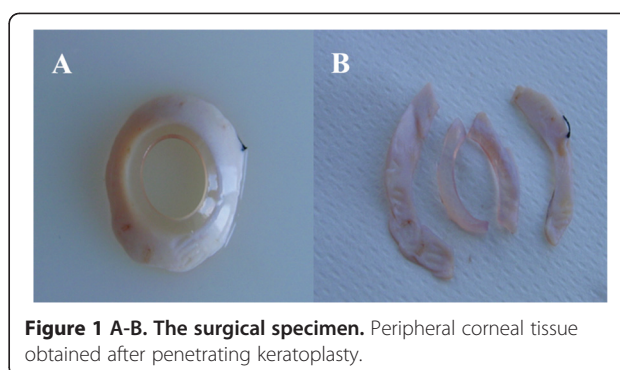 A
B
Figure 1 A-B. The surgical specimen. Peripheral corneal tissue
obtained after penetrating keratoplasty.